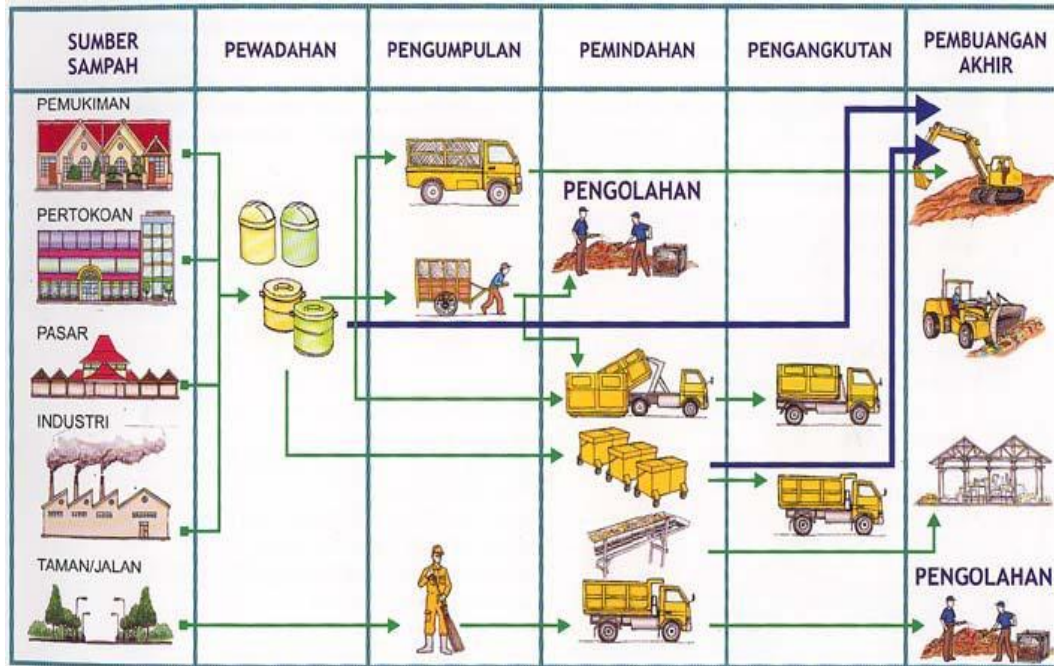 SUMBER
SAMPAH
PEWADAHAN
PENGUMPULAN
PEMINDAHAN
PENGANGKUTAN
PEMBUANGAN
AKHIR
PEMUKIMAN
PERTOKOAN
PASAR
INDUSTRI
TAMAN/JALAN
PENGOLAHAN
PENGOLAHAN